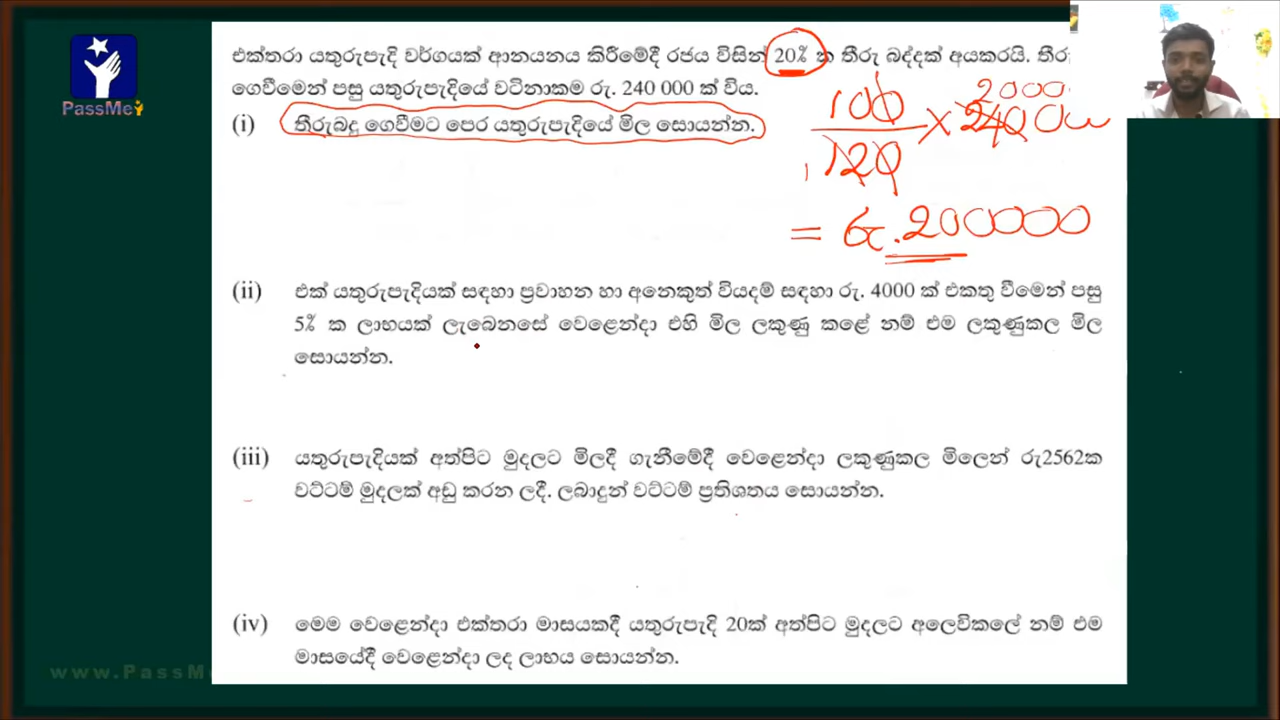 PassMe
එක්තරා යතුරුපැදි වර්ගයක් ආනයනය කිරීමේදී රජය විසින් 20% ක තීරු බද්දක් අයකරයි. තීරු
ගෙවීමෙන් පසු යතුරුපැදියේ වටිනාකම රු. 240 000 ක් විය.
(i) තීරුබදු ගෙවීමට පෙර යතුරුපැදියේ මිල සොයන්න.
100
120
× 240000
2000
= රු.200000
(ii) එක් යතුරුපැදියක් සඳහා ප්‍රවාහන හා අනෙකුත් වියදම් සඳහා රු. 4000 ක් එකතු වීමෙන් පසු
5% ක ලාභයක් ලැබෙනසේ වෙළෙන්දා එහි මිල ලකුණු කළේ නම් එම ලකුණුකල මිල
සොයන්න.
(iii) යතුරුපැදියක් අත්පිට මුදලට මිලදී ගැනීමේදී වෙළෙන්දා ලකුණුකල මිලෙන් රු2562ක
වට්ටම් මුදලක් අඩු කරන ලදී. ලබාදුන් වට්ටම් ප්‍රතිශතය සොයන්න.
(iv) මෙම වෙළෙන්දා එක්තරා මාසයකදී යතුරුපැදි 20ක් අත්පිට මුදලට අලෙවිකලේ නම් එම
මාසයේදී වෙළෙන්දා ලද ලාභය සොයන්න.
www.PassMe